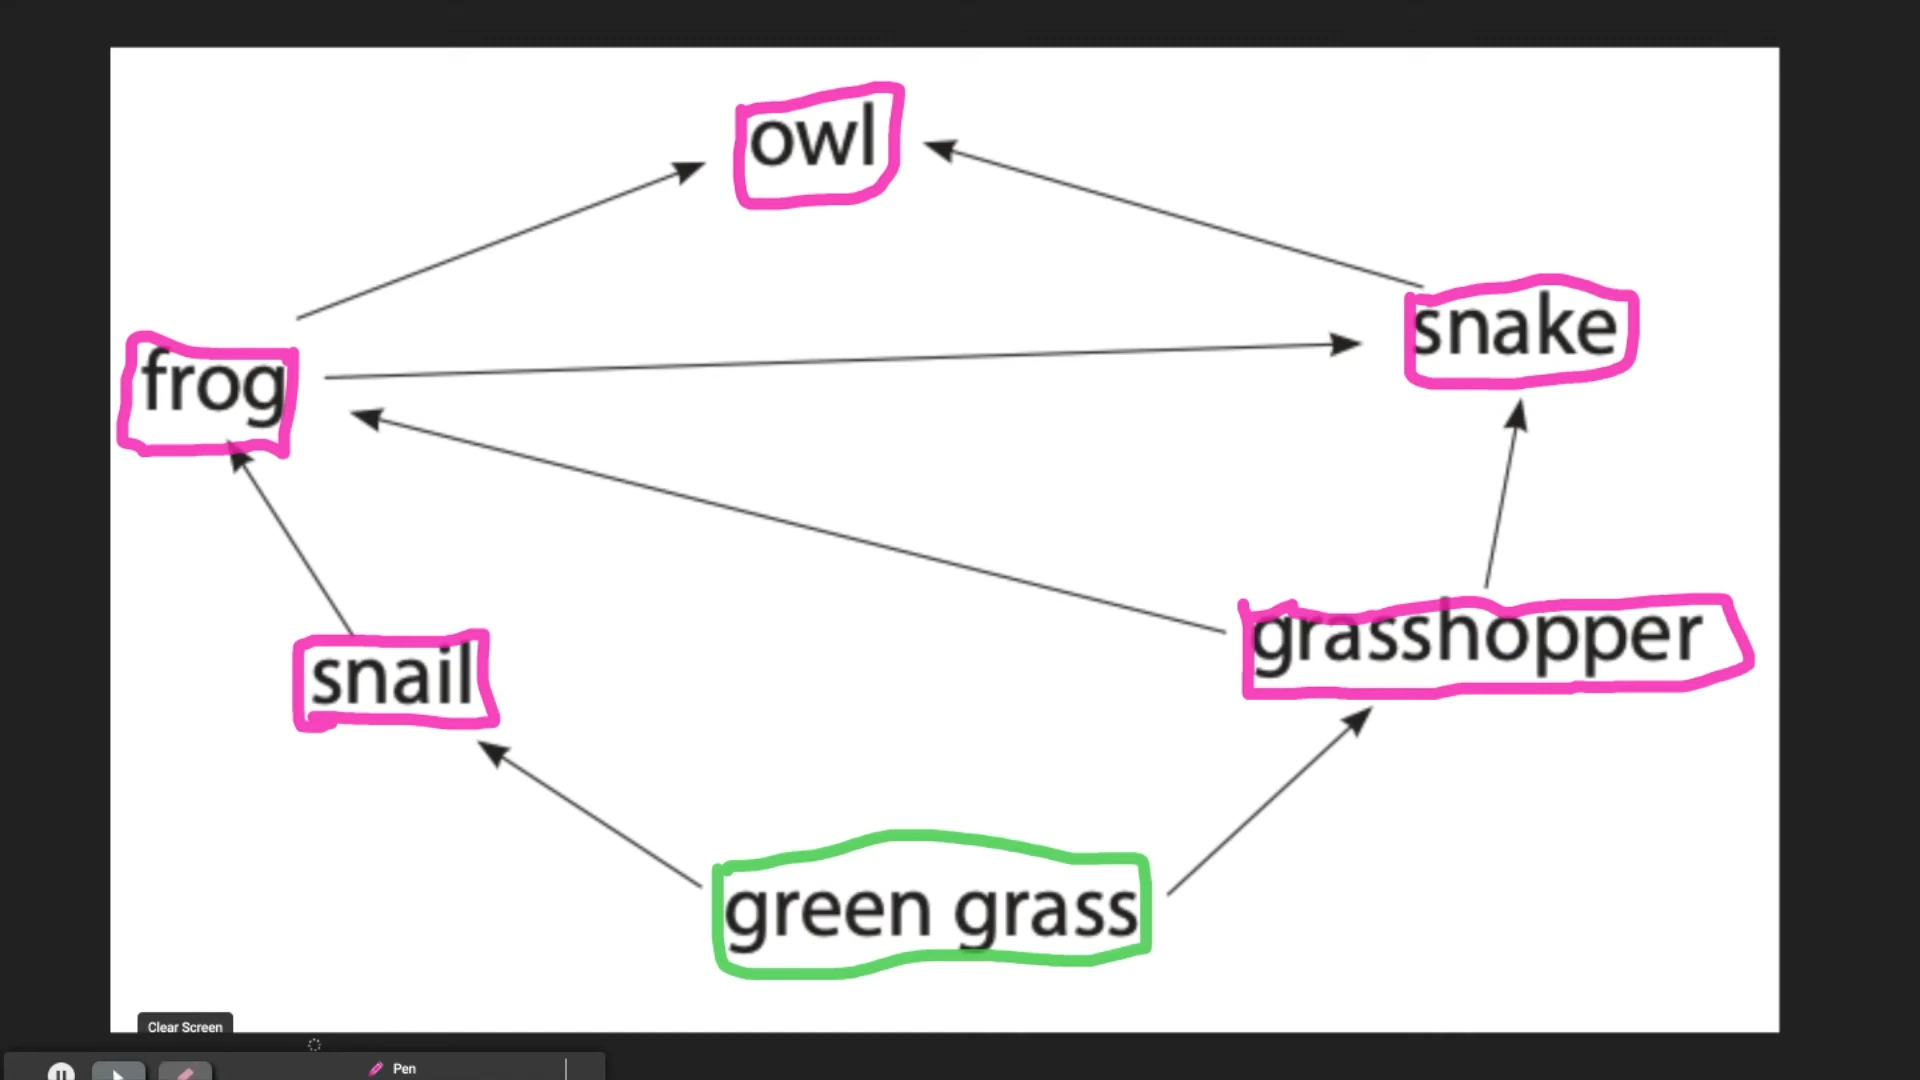 owl
snake
frog
grasshopper
snail
green grass
Clear Screen
Pen